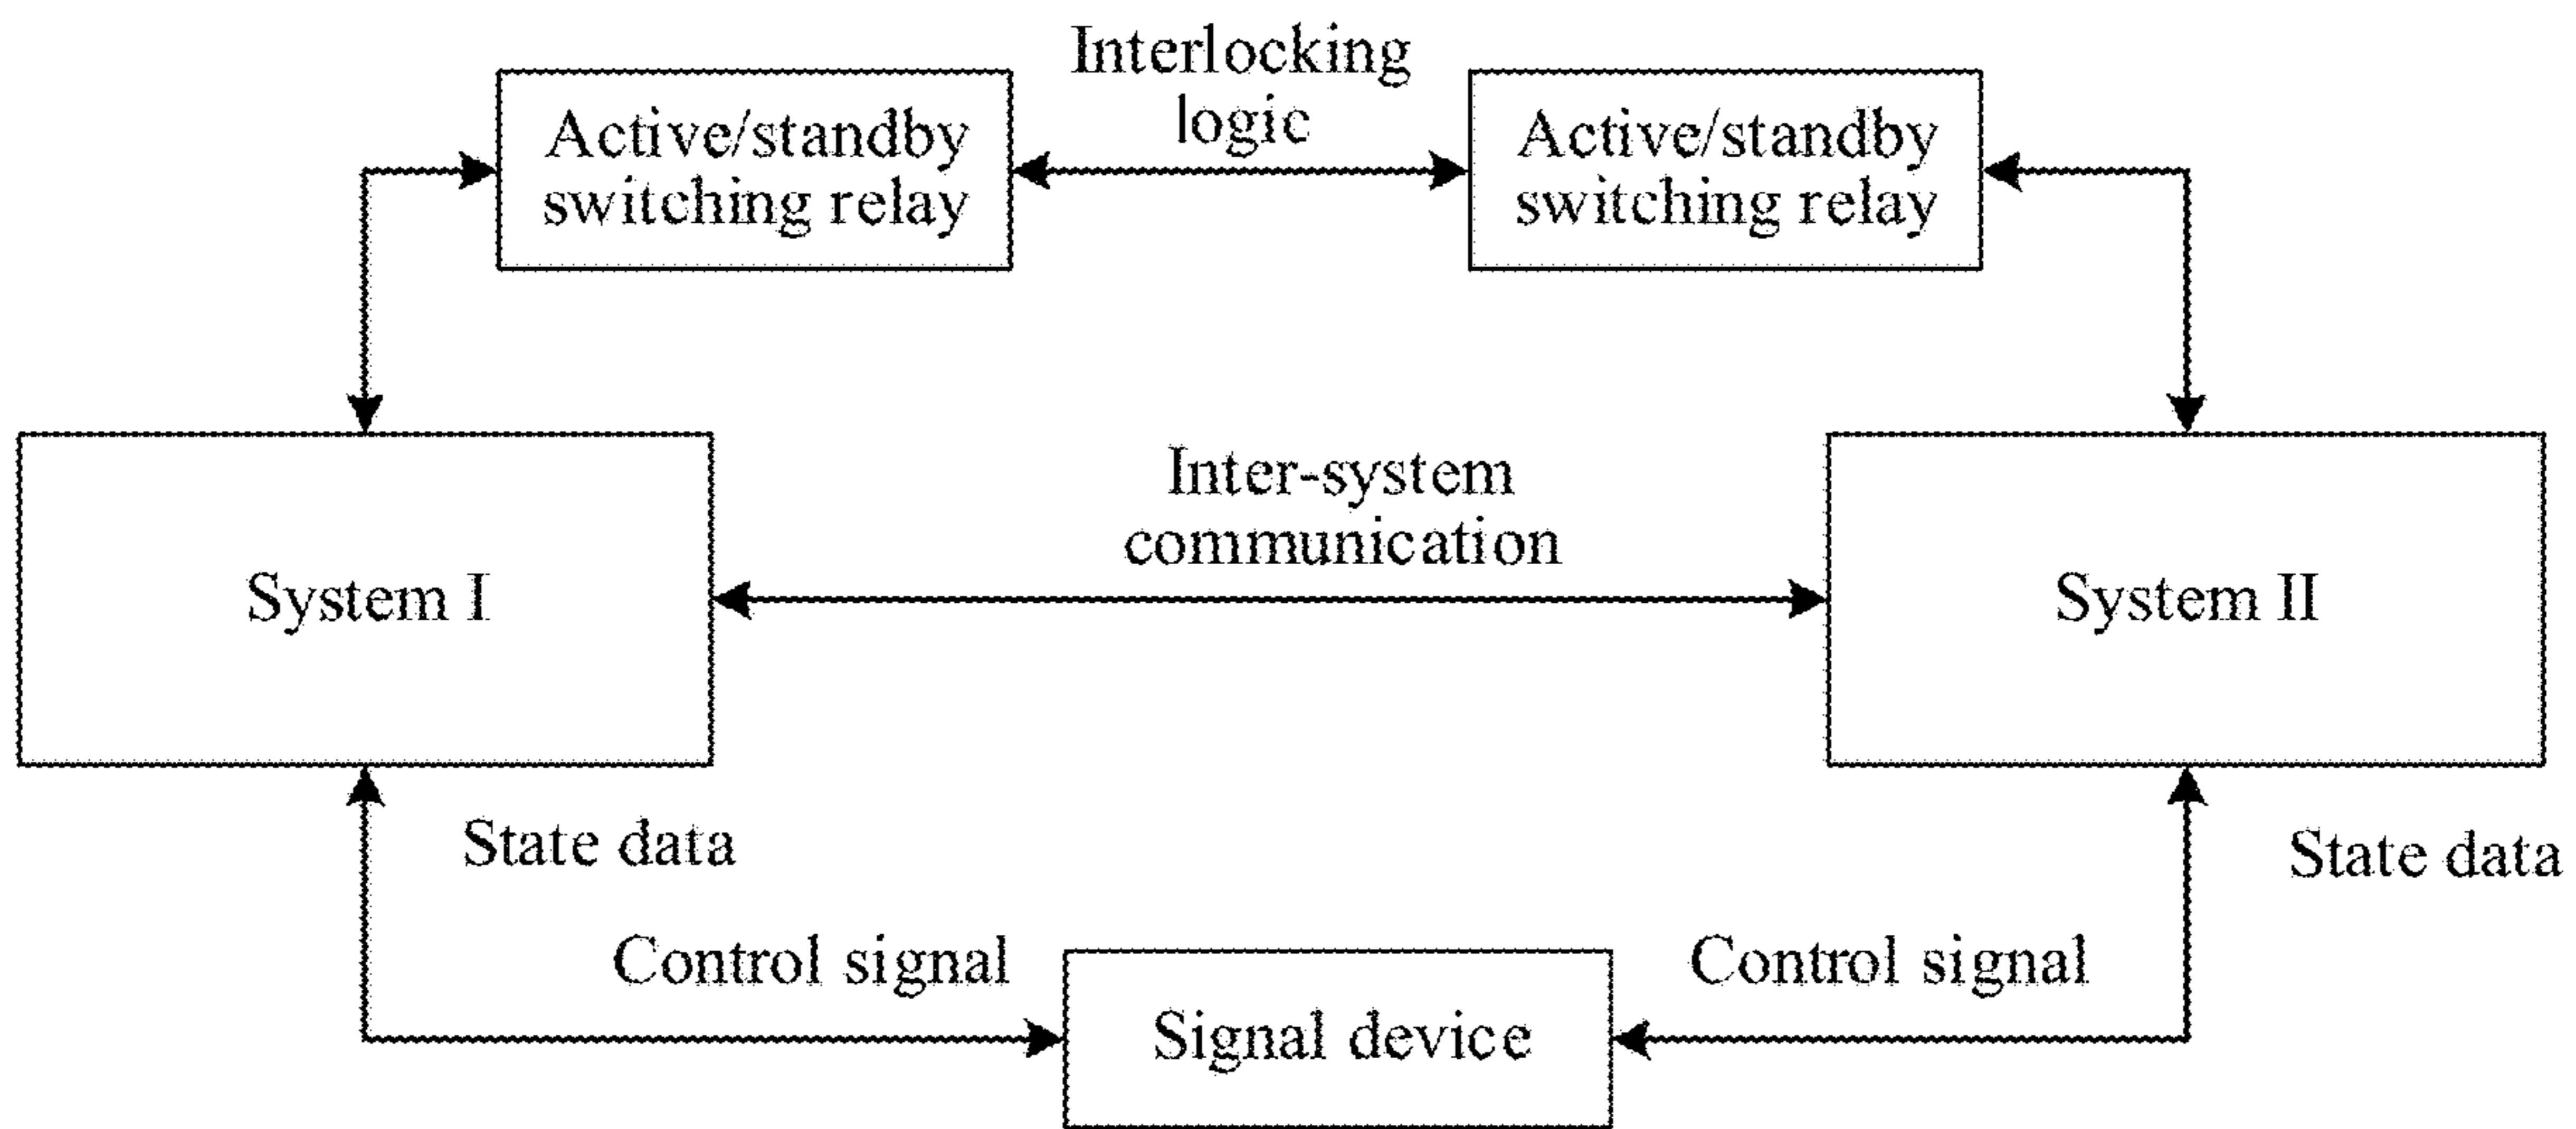 Interlocking
logic
Active/standby
switching relay
Active/standby
switching relay
Inter-system
communication
System I
System II
State data
State data
Control signal
Control signal
Signal device